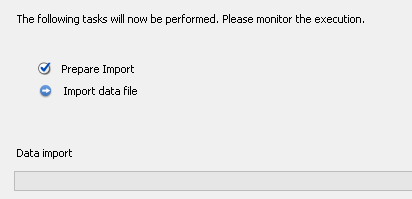 The following tasks will now be performed. Please monitor the execution.
Prepare Import
Import data file
Data import